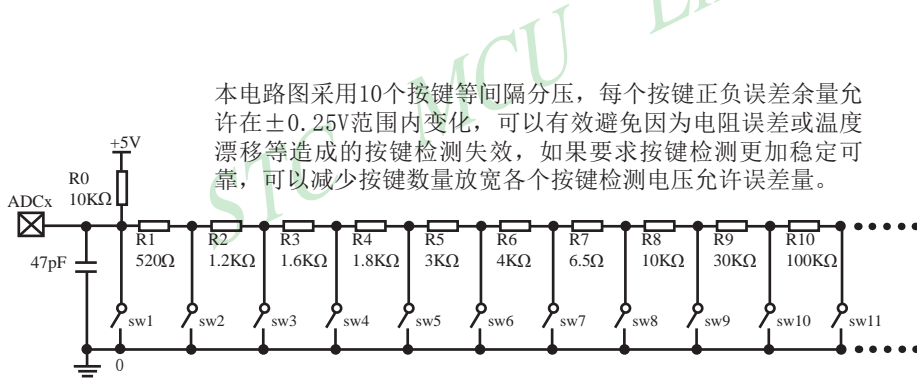 STC MCU
本电路图采用10个按键等间隔分压，每个按键正负误差余量允
许在±0.25V范围内变化，可以有效避免因为电阻误差或温度
漂移等造成的按键检测失效，如果要求按键检测更加稳定可
靠，可以减少按键数量放宽各个按键检测电压允许误差量。
+5V
R0
10KΩ
ADCx
47pF
R1 R2 R3 R4 R5 R6 R7 R8 R9 R10
520Ω 1.2KΩ 1.6KΩ 1.8KΩ 3KΩ 4KΩ 6.5Ω 10KΩ 30KΩ 100KΩ
sw1 sw2 sw3 sw4 sw5 sw6 sw7 sw8 sw9 sw10 sw11
0